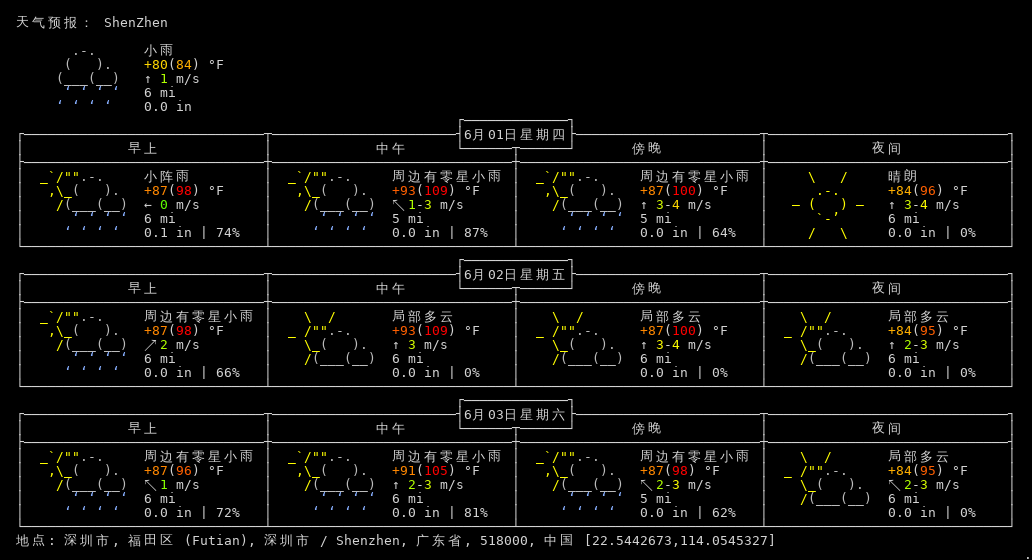 天气预报： ShenZhen
小雨
+80(84) °F
↑ 1 m/s
6 mi
0.0 in
6月01日星期四
早上 中午 傍晚 夜间
小阵雨 周边有零星小雨 周边有零星小雨 晴朗
+87(98) °F +93(109) °F +87(100) °F +84(96) °F
← 0 m/s ↖1-3 m/s ↑ 3-4 m/s ↑ 3-4 m/s
6 mi 5 mi 5 mi 6 mi
0.1 in | 74% 0.0 in | 87% 0.0 in | 64% 0.0 in | 0%
6月02日星期五
早上 中午 傍晚 夜间
周边有零星小雨 局部多云 局部多云 局部多云
+87(98) °F +93(109) °F +87(100) °F +84(95) °F
↗2 m/s ↑ 3 m/s ↑ 3-4 m/s ↑ 2-3 m/s
6 mi 6 mi 6 mi 6 mi
0.0 in | 66% 0.0 in | 0% 0.0 in | 0% 0.0 in | 0%
6月03日星期六
早上 中午 傍晚 夜间
周边有零星小雨 周边有零星小雨 周边有零星小雨 局部多云
+87(96) °F +91(105) °F +87(98) °F +84(95) °F
↖1 m/s ↑ 2-3 m/s ↖2-3 m/s ↖2-3 m/s
6 mi 6 mi 5 mi 6 mi
0.0 in | 72% 0.0 in | 81% 0.0 in | 62% 0.0 in | 0%
地点: 深圳市, 福田区 (Futian), 深圳市 / Shenzhen, 广东省, 518000, 中国 [22.5442673,114.0545327]